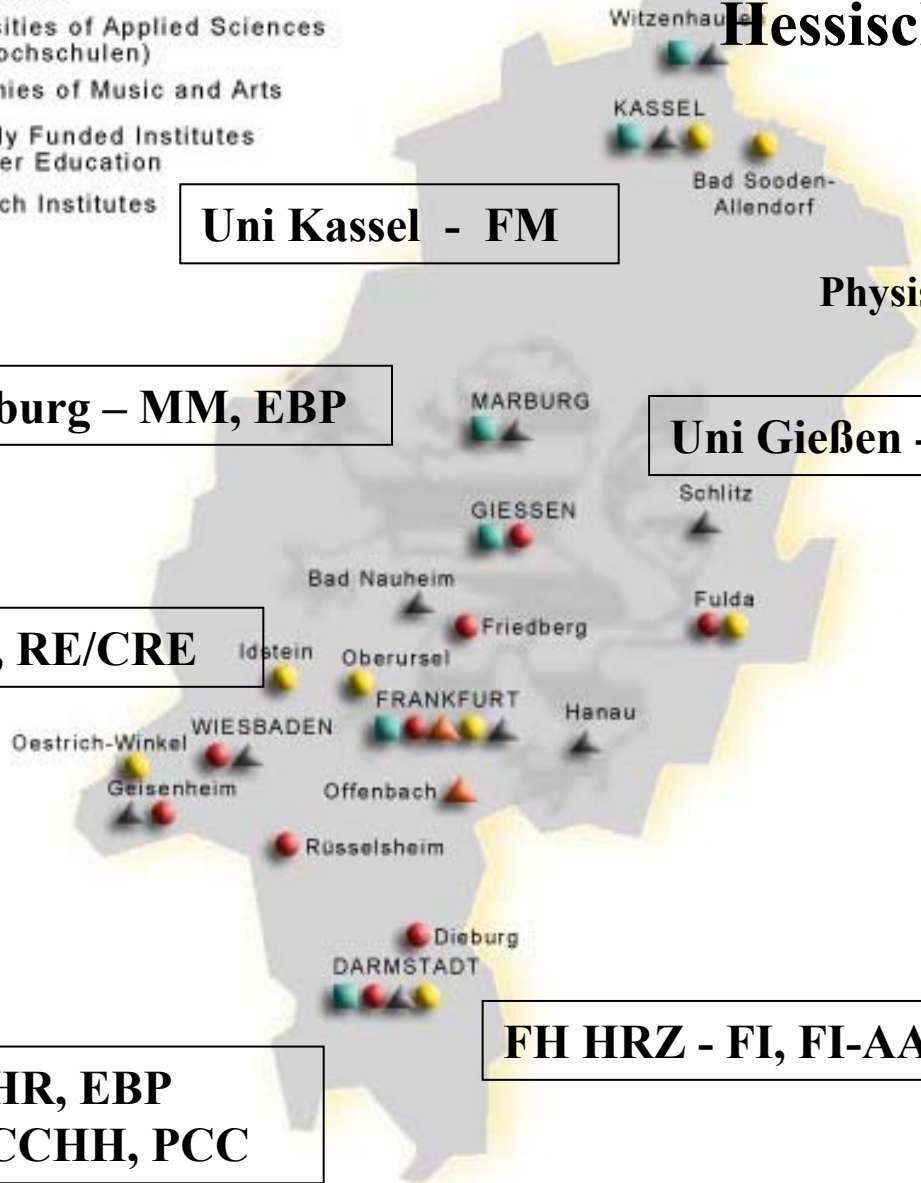 sities of Applied Sciences
ochschulen)
nies of Music and Arts
ly Funded Institutes
er Education
ch Institutes
Witzenhausen
Hessisch
KASSEL
Bad Sooden-
Allendorf
Uni Kassel - FM
Physis
burg – MM, EBP
MARBURG
Uni Gießen -
Schlitz
GIESSEN
Bad Nauheim
Fulda
Friedberg
, RE/CRE
Idstein
Oberursel
FRANKFURT
Hanau
WIESBADEN
Oestrich-Winkel
Geisenheim
Offenbach
Rüsselsheim
Dieburg
DARMSTADT
FH HRZ - FI, FI-AA
HR, EBP
CCHH, PCC